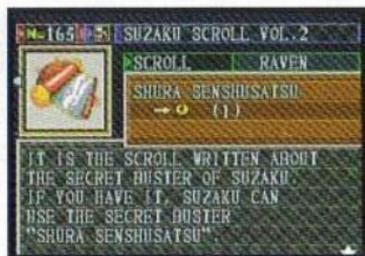 No.165 SUZAKU SCROLL VOL.2
SCROLL RAVEN
SHURA SENSHUSATSU
→ (1)
IT IS THE SCROLL WRITTEN ABOUT
THE SECRET BUSTER OF SUZAKU.
IF YOU HAVE IT, SUZAKU CAN
USE THE SECRET BUSTER
"SHURA SENSHUSATSU".